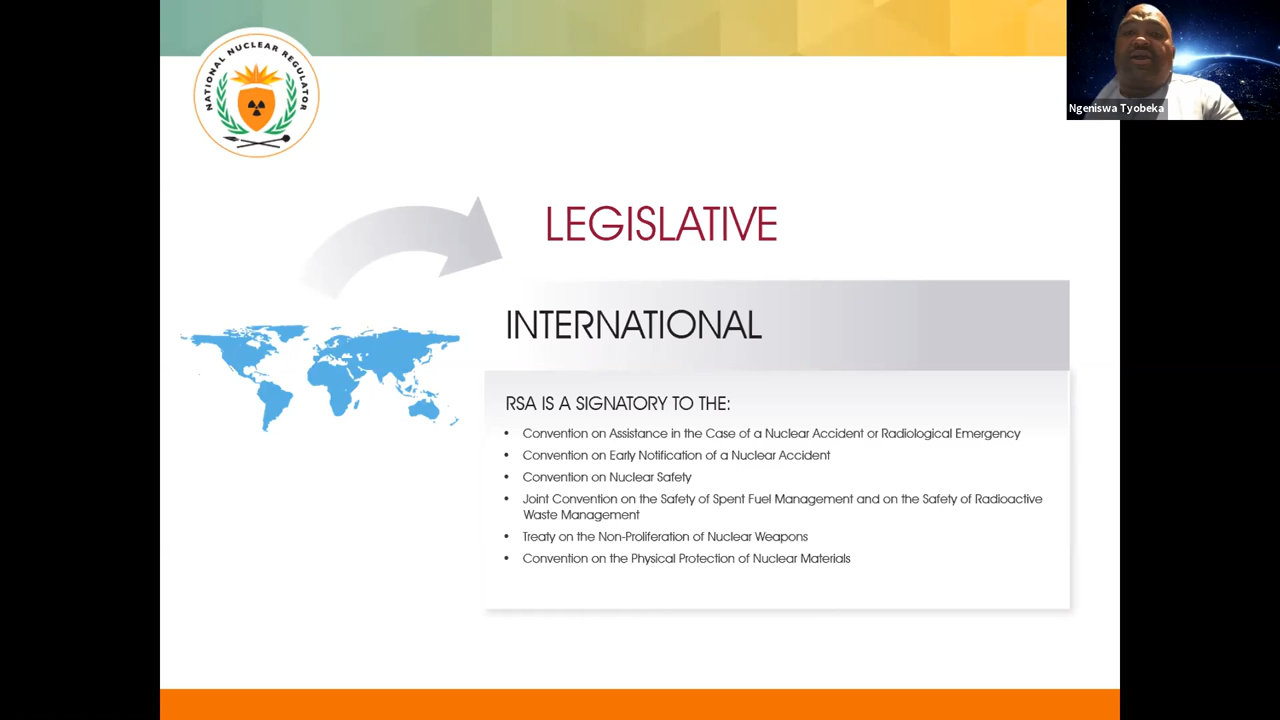 NATIONAL NUCLEAR REGULATOR
Ngeniswa Tyobeka
LEGISLATIVE
INTERNATIONAL
RSA IS A SIGNATORY TO THE:
• Convention on Assistance in the Case of a Nuclear Accident or Radiological Emergency
• Convention on Early Notification of a Nuclear Accident
• Convention on Nuclear Safety
• Joint Convention on the Safety of Spent Fuel Management and on the Safety of Radioactive
Waste Management
• Treaty on the Non-Proliferation of Nuclear Weapons
• Convention on the Physical Protection of Nuclear Materials